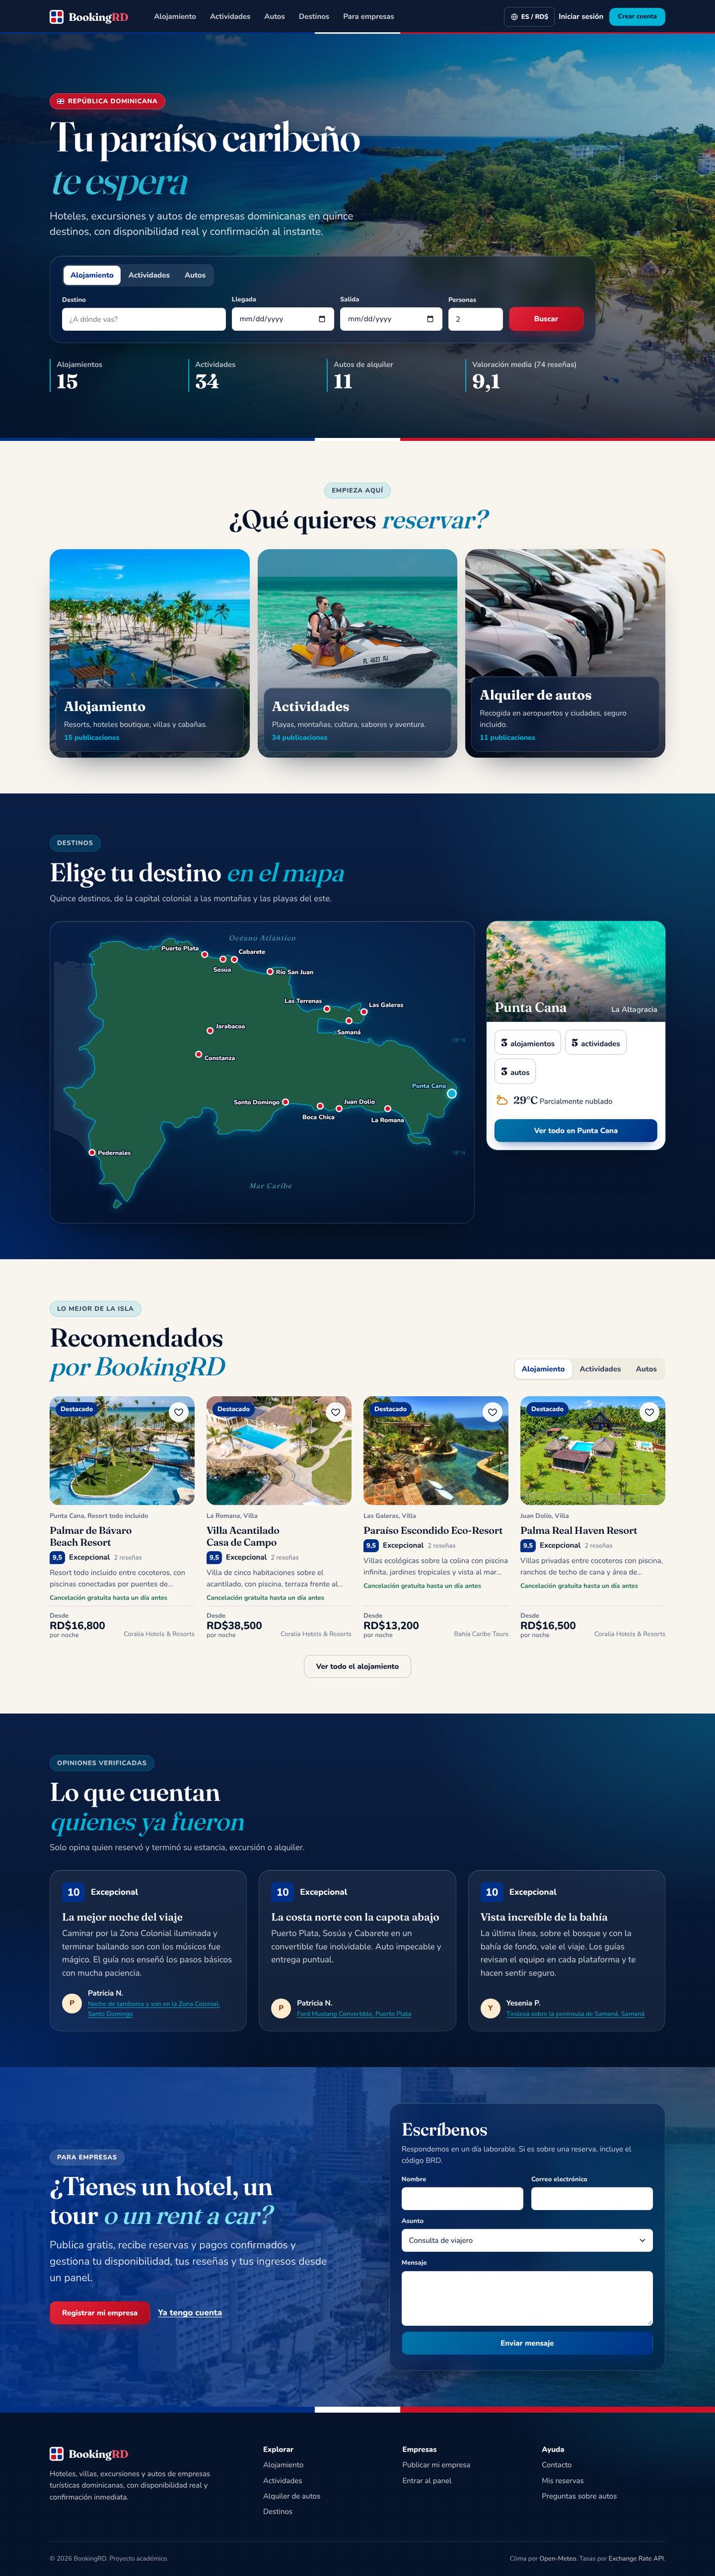 BookingRD
Alojamiento
Actividades
Autos
Destinos
Para empresas
ES / RD$
Iniciar sesión
Crear cuenta
REPÚBLICA DOMINICANA
Tu paraíso caribeño
te espera
Hoteles, excursiones y autos de empresas dominicanas en quince
destinos, con disponibilidad real y confirmación al instante.
Alojamiento
Actividades
Autos
Destino
Llegada
Salida
Personas
¿A dónde vas?
mm/dd/yyyy
mm/dd/yyyy
2
Buscar
Alojamientos
15
Actividades
34
Autos de alquiler
11
Valoración media (74 reseñas)
9,1
EMPIEZA AQUÍ
¿Qué quieres reservar?
Alojamiento
Resorts, hoteles boutique, villas y cabañas.
15 publicaciones
Actividades
Playas, montañas, cultura, sabores y aventura.
34 publicaciones
Alquiler de autos
Recogida en aeropuertos y ciudades, seguro
incluido.
11 publicaciones
DESTINOS
Elige tu destino en el mapa
Quince destinos, de la capital colonial a las montañas y las playas del este.
Océano Atlántico
Puerto Plata
Cabarete
Sosúa
Río San Juan
Las Terrenas
Las Galeras
Samaná
Jarabacoa
19° N
Constanza
Punta Cana
Santo Domingo
Juan Dolio
Boca Chica
La Romana
18° N
Pedernales
Mar Caribe
Punta Cana
La Altagracia
5 alojamientos
5 actividades
3 autos
29°C Parcialmente nublado
Ver todo en Punta Cana
LO MEJOR DE LA ISLA
Recomendados
por BookingRD
Alojamiento
Actividades
Autos
Destacado
Punta Cana, Resort todo incluido
Palmar de Bávaro
Beach Resort
9,5 Excepcional 2 reseñas
Resort todo incluido entre cocoteros, con
piscinas conectadas por puentes de...
Cancelación gratuita hasta un día antes
Desde
RD$16,800
por noche
Coralia Hotels & Resorts
Destacado
La Romana, Villa
Villa Acantilado
Casa de Campo
9,5 Excepcional 2 reseñas
Villa de cinco habitaciones sobre el
acantilado, con piscina, terraza frente al...
Cancelación gratuita hasta un día antes
Desde
RD$38,500
por noche
Coralia Hotels & Resorts
Destacado
Las Galeras, Villa
Paraíso Escondido Eco-Resort
9,5 Excepcional 2 reseñas
Villas ecológicas sobre la colina con piscina
infinita, jardines tropicales y vista al mar...
Cancelación gratuita hasta un día antes
Desde
RD$13,200
por noche
Bahía Caribe Tours
Destacado
Juan Dolio, Villa
Palma Real Haven Resort
9,5 Excepcional 2 reseñas
Villas privadas entre cocoteros con piscina,
ranchos de techo de cana y área de...
Cancelación gratuita hasta un día antes
Desde
RD$16,500
por noche
Coralia Hotels & Resorts
Ver todo el alojamiento
OPINIONES VERIFICADAS
Lo que cuentan
quienes ya fueron
Solo opina quien reservó y terminó su estancia, excursión o alquiler.
10 Excepcional
La mejor noche del viaje
Caminar por la Zona Colonial iluminada y
terminar bailando son con los músicos fue
mágico. El guía nos enseñó los pasos básicos
con mucha paciencia.
P
Patricia N.
Noche de tambores y son en la Zona Colonial,
Santo Domingo
10 Excepcional
La costa norte con la capota abajo
Puerto Plata, Sosúa y Cabarete en un
convertible fue inolvidable. Auto impecable y
entrega puntual.
P
Patricia N.
Ford Mustang Convertible, Puerto Plata
10 Excepcional
Vista increíble de la bahía
La última línea, sobre el bosque y con la
bahía de fondo, vale el viaje. Los guías
revisan el equipo en cada plataforma y te
hacen sentir seguro.
Y
Yesenia P.
Tirolesa sobre la península de Samaná, Samaná
PARA EMPRESAS
¿Tienes un hotel, un
tour o un rent a car?
Publica gratis, recibe reservas y pagos confirmados y
gestiona tu disponibilidad, tus reseñas y tus ingresos desde
un panel.
Registrar mi empresa
Ya tengo cuenta
Escríbenos
Respondemos en un día laborable. Si es sobre una reserva, incluye el
código BRD.
Nombre
Correo electrónico
Asunto
Consulta de viajero
Mensaje
Enviar mensaje
BookingRD
Hoteles, villas, excursiones y autos de empresas
turísticas dominicanas, con disponibilidad real y
confirmación inmediata.
Explorar
Alojamiento
Actividades
Alquiler de autos
Destinos
Empresas
Publicar mi empresa
Entrar al panel
Ayuda
Contacto
Mis reservas
Preguntas sobre autos
© 2026 BookingRD. Proyecto académico.
Clima por Open-Meteo. Tasas por Exchange Rate API.